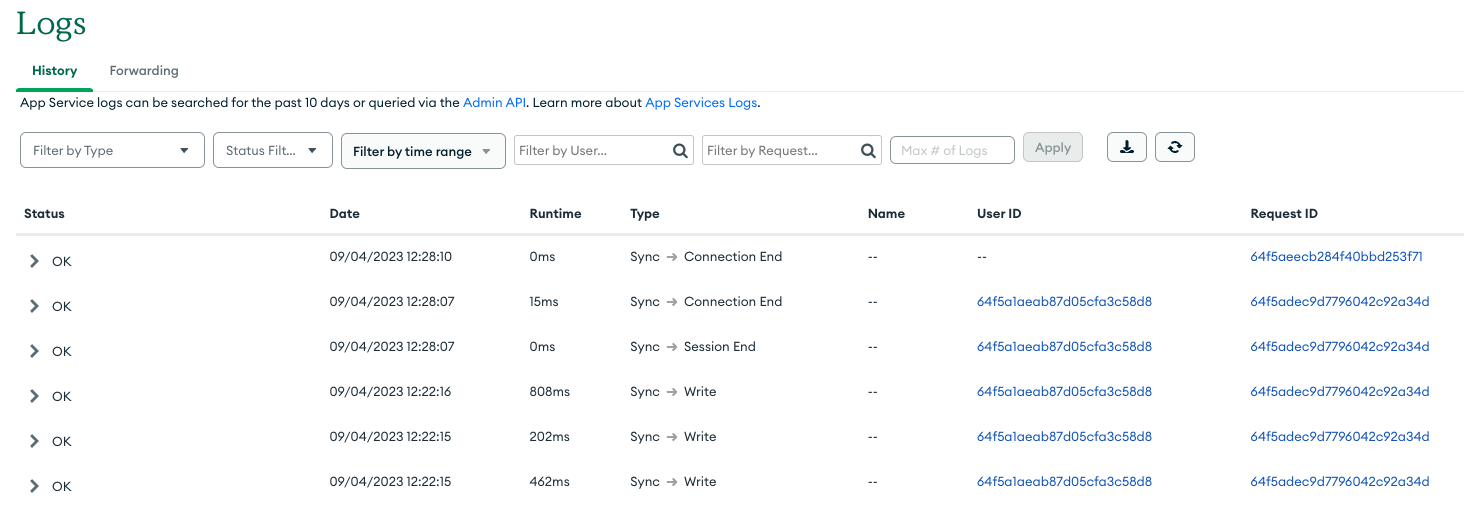 Logs
History Forwarding
App Service logs can be searched for the past 10 days or queried via the Admin API. Learn more about App Services Logs.
Filter by Type Status Filt... Filter by time range Filter by User... Filter by Request... Max # of Logs Apply
Status Date Runtime Type Name User ID Request ID
OK 09/04/2023 12:28:10 0ms Sync → Connection End -- -- 64f5aeecb284f40bbd253f71
OK 09/04/2023 12:28:07 15ms Sync → Connection End -- 64f5a1aeab87d05cfa3c58d8 64f5adec9d7796042c92a34d
OK 09/04/2023 12:28:07 0ms Sync → Session End -- 64f5a1aeab87d05cfa3c58d8 64f5adec9d7796042c92a34d
OK 09/04/2023 12:22:16 808ms Sync → Write -- 64f5a1aeab87d05cfa3c58d8 64f5adec9d7796042c92a34d
OK 09/04/2023 12:22:15 202ms Sync → Write -- 64f5a1aeab87d05cfa3c58d8 64f5adec9d7796042c92a34d
OK 09/04/2023 12:22:15 462ms Sync → Write -- 64f5a1aeab87d05cfa3c58d8 64f5adec9d7796042c92a34d